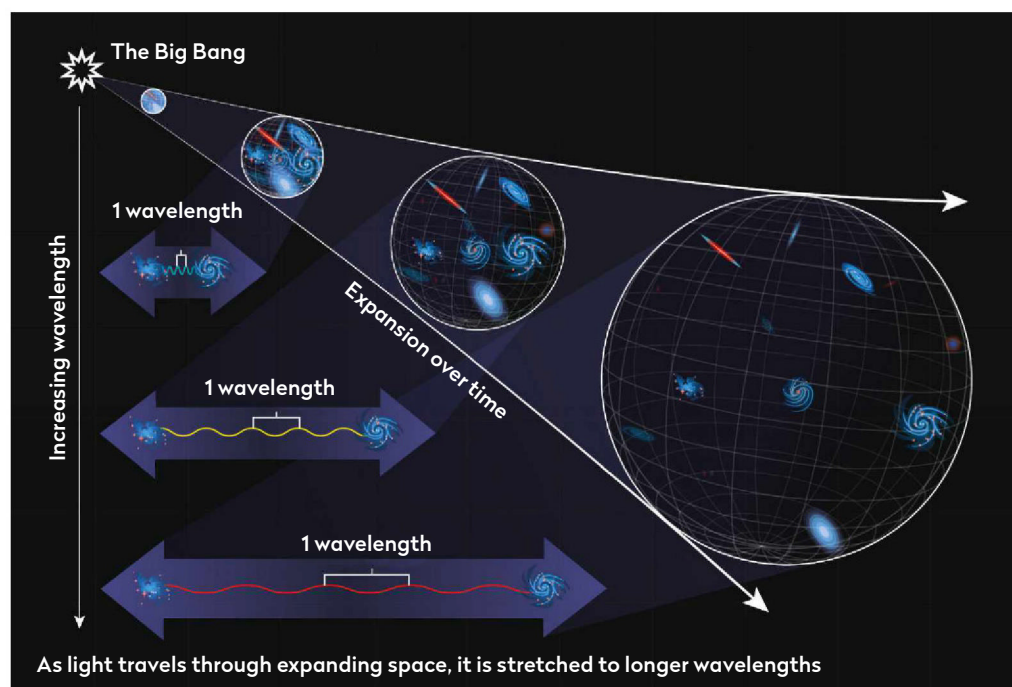 The Big Bang
1 wavelength
Increasing wavelength
Expansion over time
1 wavelength
1 wavelength
As light travels through expanding space, it is stretched to longer wavelengths